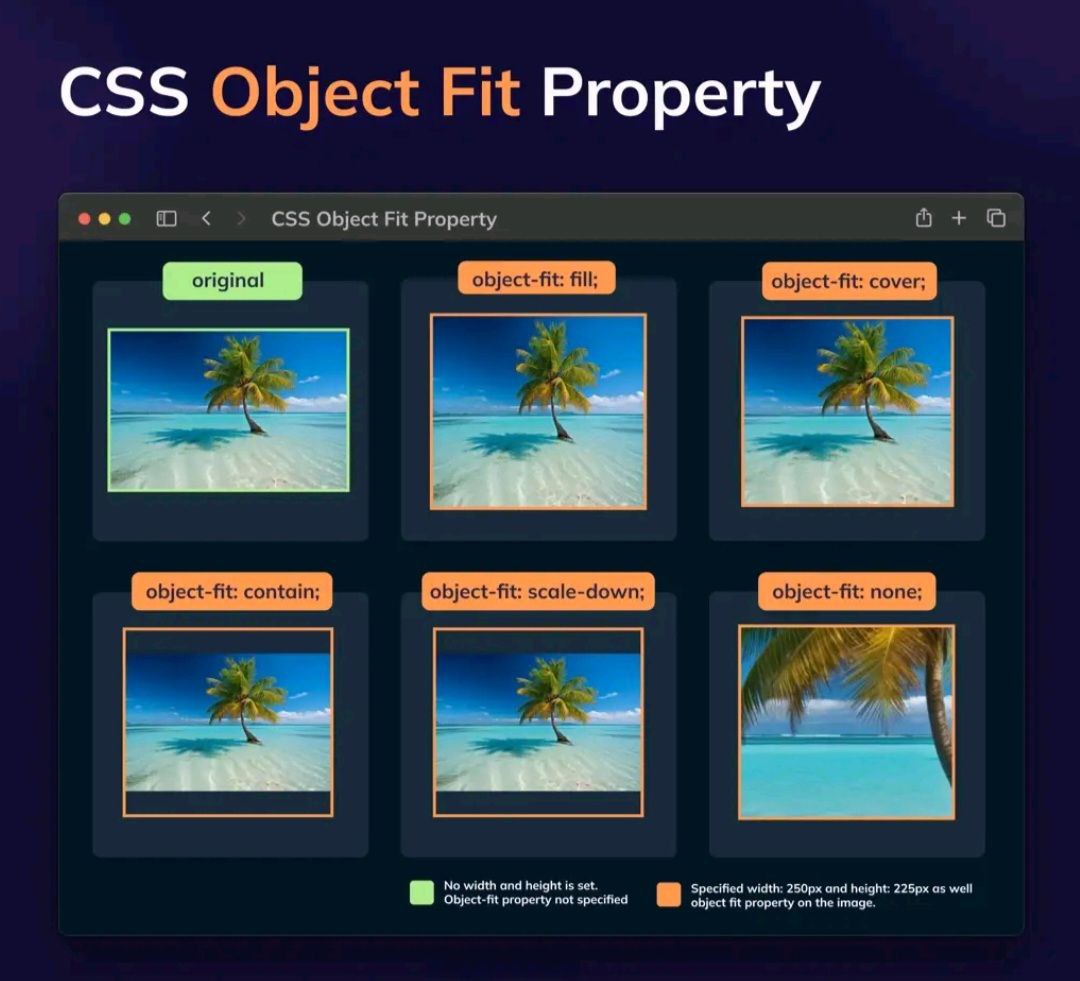 CSS Object Fit Property
CSS Object Fit Property
original
object-fit: fill;
object-fit: cover;
object-fit: contain;
object-fit: scale-down;
object-fit: none;
No width and height is set.
Object-fit property not specified
Specified width: 250px and height: 225px as well
object fit property on the image.